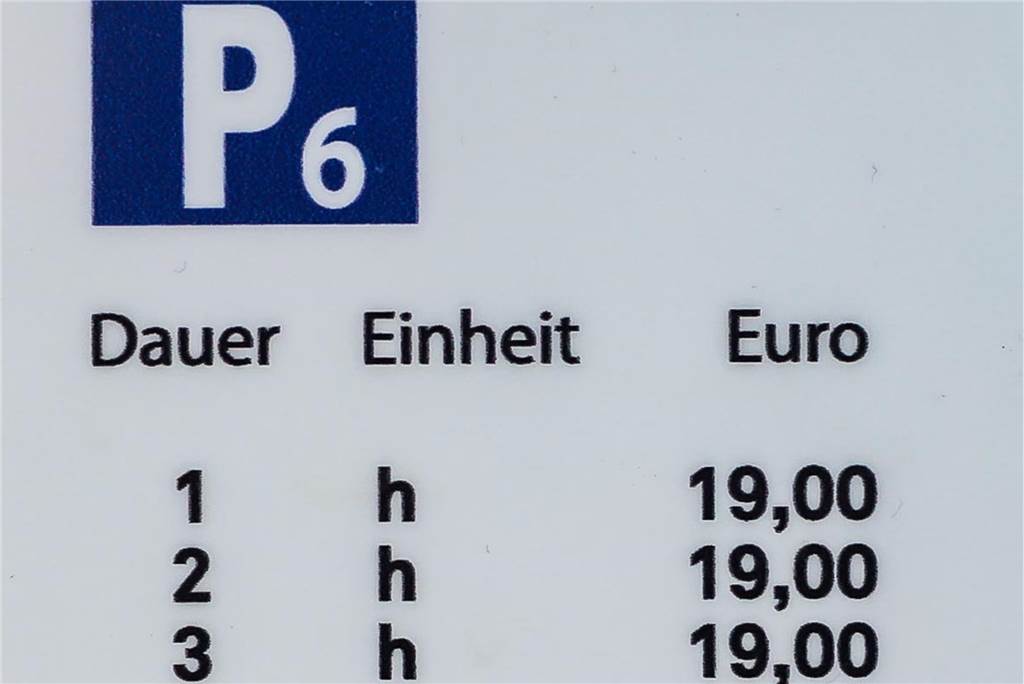 P6
Dauer Einheit Euro
1 h 19,00
2 h 19,00
3 h 19,00